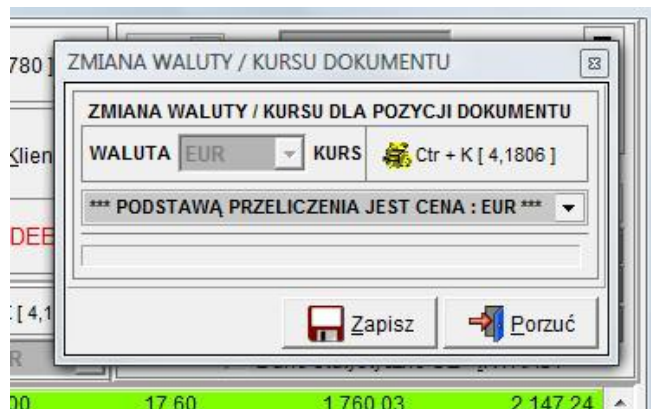 ZMIANA WALUTY / KURSU DOKUMENTU
780 ]
ZMIANA WALUTY / KURSU DLA POZYCJI DOKUMENTU
WALUTA EUR KURS Ctr + K [ 4,1806 ]
Klien
*** PODSTAWĄ PRZELICZENIA JEST CENA : EUR ***
DEB
[ 4,1
Zapisz Porzuć
R
00 17,60 1 760,03 2 147,24